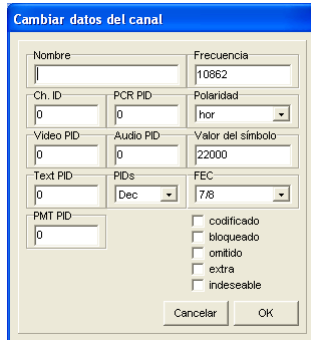 Cambiar datos del canal
Nombre
Frecuencia
10862
Ch. ID
PCR PID
Polaridad
0
0
hor
Video PID
Audio PID
Valor del símbolo
0
0
22000
Text PID
PIDs
FEC
0
Dec
7/8
PMT PID
0
codificado
bloqueado
omitido
extra
indeseable
Cancelar
OK